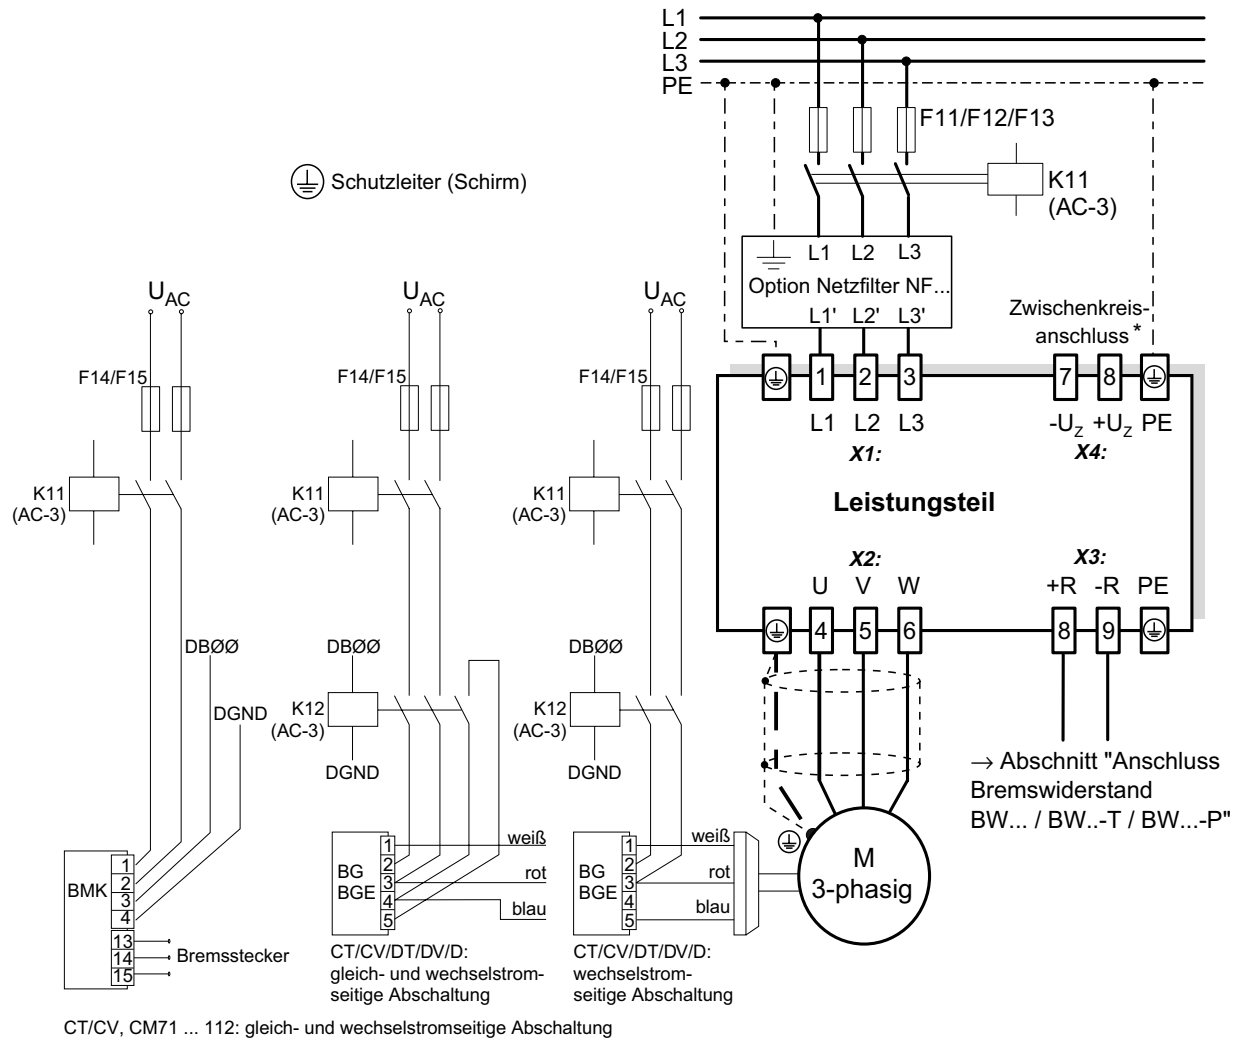 L1
L2
L3
PE
F11/F12/F13
Schutzleiter (Schirm)
K11
(AC-3)
L1 L2 L3
Option Netzfilter NF...
L1' L2' L3'
Zwischenkreis-
anschluss *
UAC
UAC
UAC
F14/F15
F14/F15
F14/F15
1 2 3
7 8
L1 L2 L3
-UZ +UZ PE
X1:
X4:
K11
(AC-3)
K11
(AC-3)
K11
(AC-3)
Leistungsteil
X2:
X3:
U V W
+R -R PE
4 5 6
8 9
DBØØ
DGND
DBØØ
K12
(AC-3)
DGND
DBØØ
K12
(AC-3)
DGND
→ Abschnitt "Anschluss
Bremswiderstand
BW... / BW..-T / BW...-P"
BMK
1
2
3
4
13
14
15
Bremsstecker
BG
BGE
1
2
3
4
5
weiß
rot
blau
BG
BGE
1
2
3
4
5
weiß
rot
blau
M
3-phasig
CT/CV/DT/DV/D:
gleich- und wechselstrom-
seitige Abschaltung
CT/CV/DT/DV/D:
wechselstrom-
seitige Abschaltung
CT/CV, CM71 ... 112: gleich- und wechselstromseitige Abschaltung